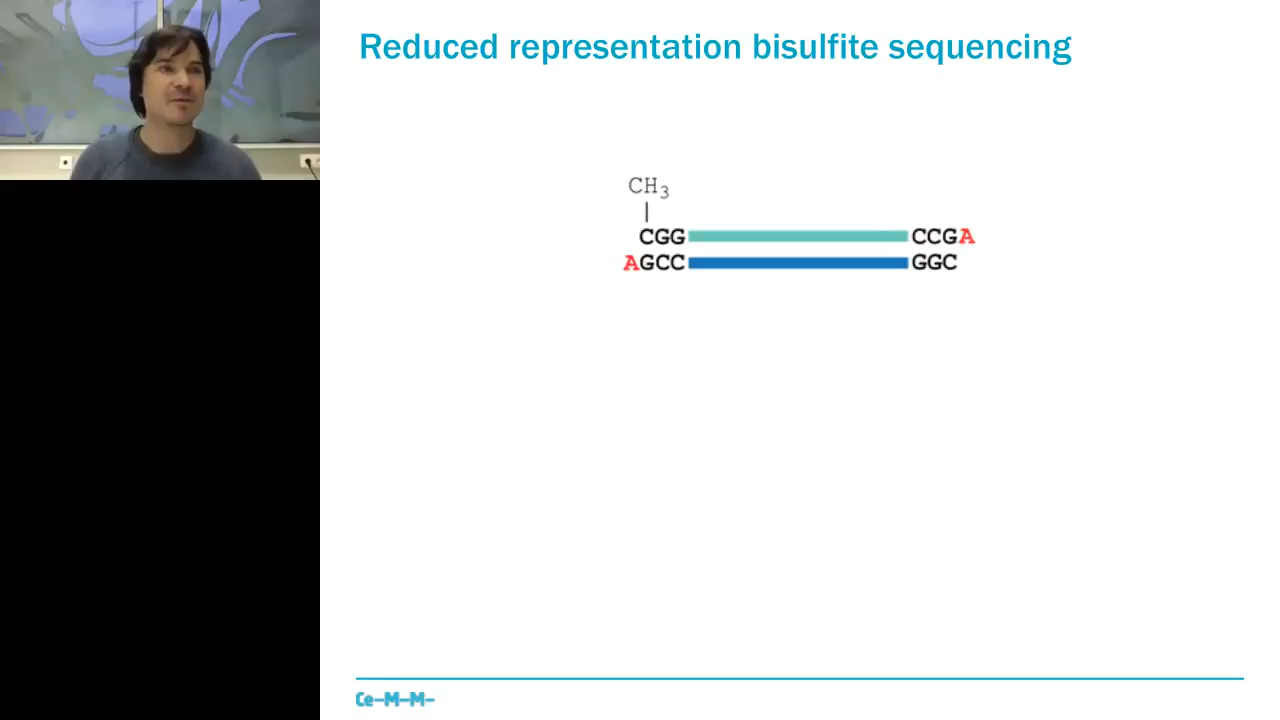 Reduced representation bisulfite sequencing
CH3
|
CGG CCGA
AGCC GGC
Ce-M-M-